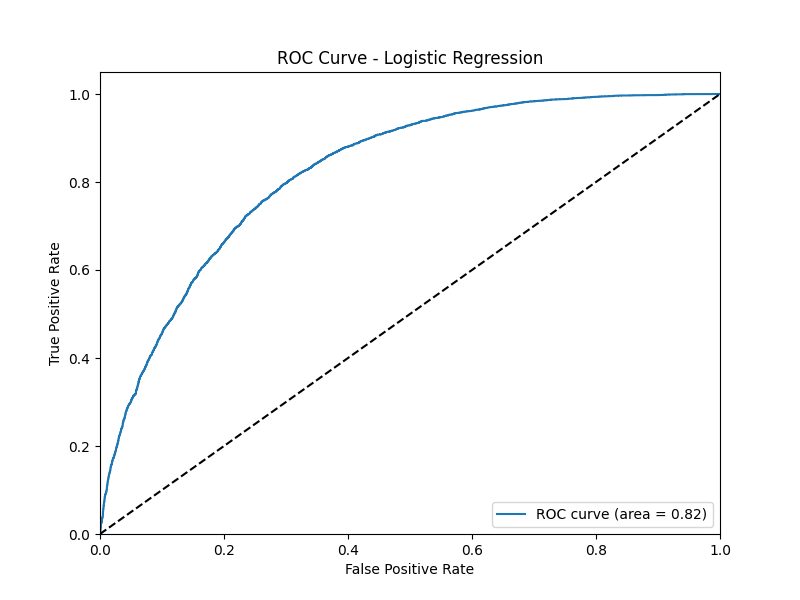 ROC Curve - Logistic Regression
True Positive Rate
1.0
0.8
0.6
0.4
0.2
0.0
ROC curve (area = 0.82)
0.0 0.2 0.4 0.6 0.8 1.0
False Positive Rate